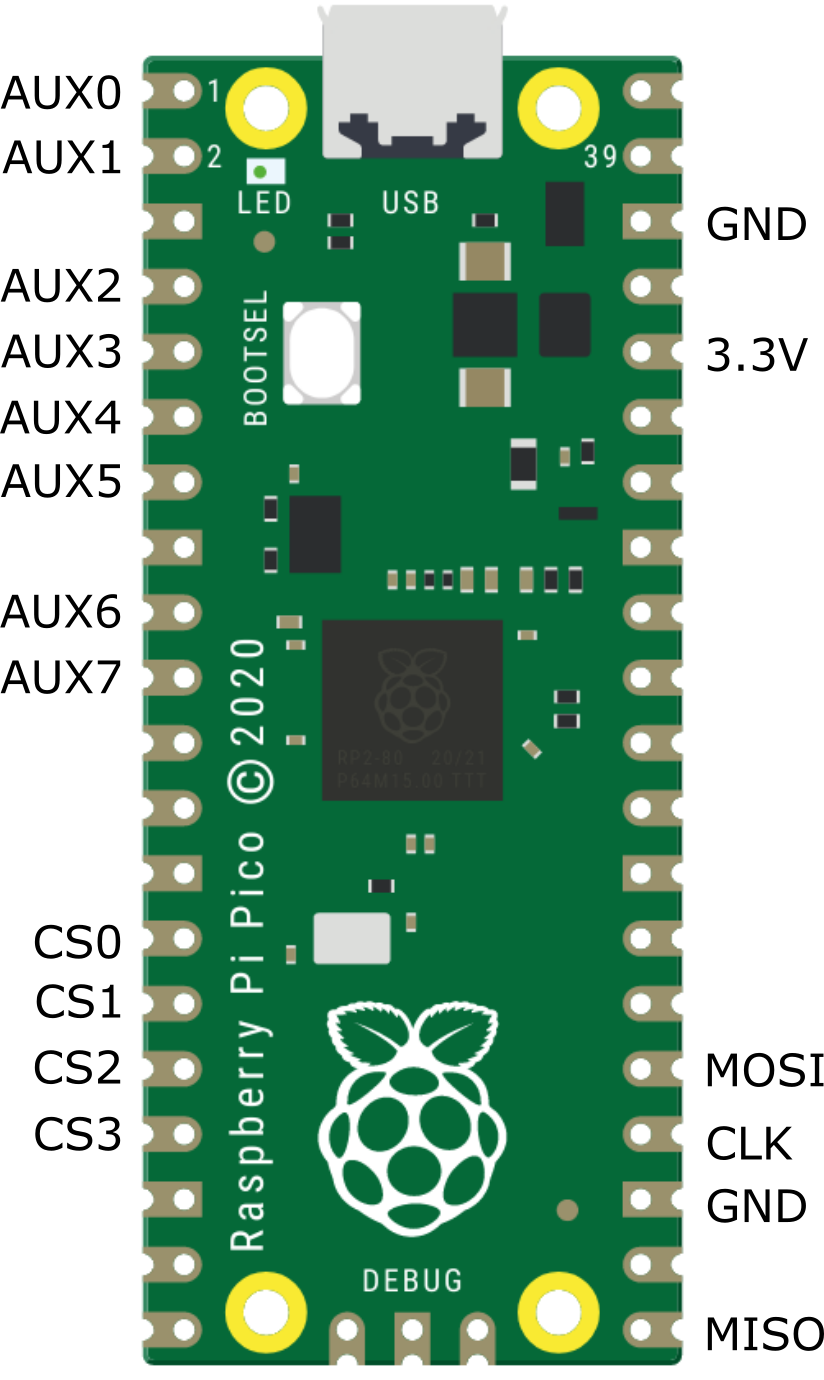 AUX0
1
AUX1
2
39
LED
USB
GND
AUX2
BOOTSEL
AUX3
3.3V
AUX4
AUX5
AUX6
AUX7
RP2-80 20/21
P64M15.00 TTT
Raspberry Pi Pico ©2020
CS0
CS1
CS2
MOSI
CS3
CLK
GND
DEBUG
MISO